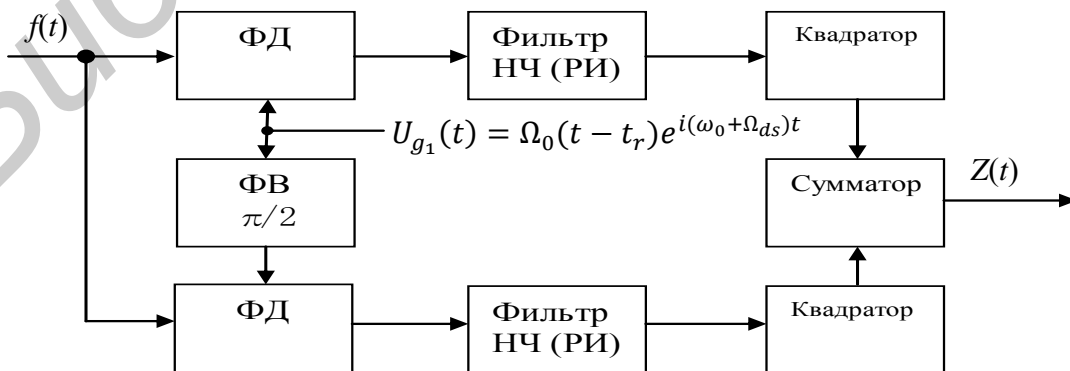 f(t)
ФД
Фильтр
НЧ (РИ)
Квадратор
U_{g_1}(t) = Ω_0(t − t_r)e^{i(ω_0+Ω_{ds})t}
ФВ
π/2
Сумматор
Z(t)
ФД
Фильтр
НЧ (РИ)
Квадратор